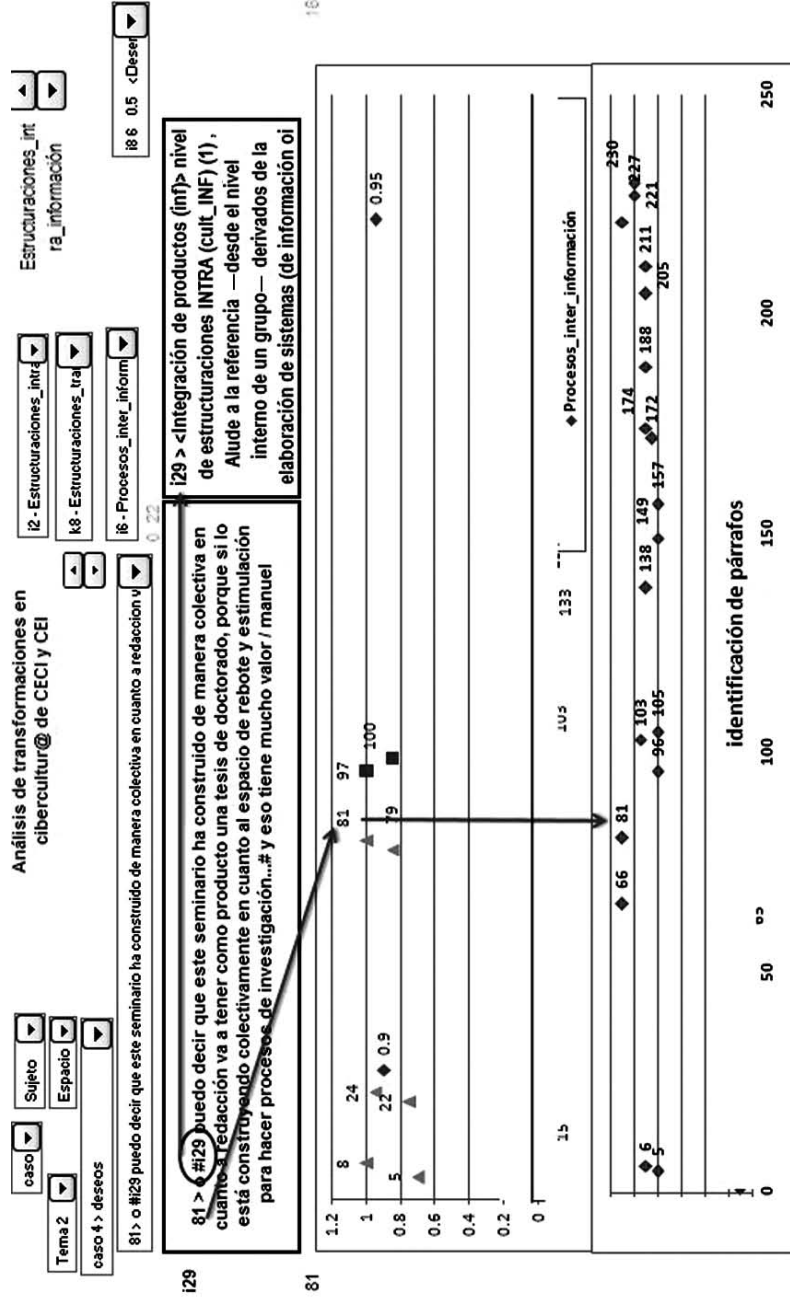 Análisis de transformaciones en
cibercultur@ de CECI y CEI
Estructuraciones_int
ra_información
caso
Sujeto
Tema 2
Espacio
caso 4 > deseos
i2 - Estructuraciones_intra
k8 - Estructuraciones_tra
i6 - Procesos_inter_inform
i8 6 0.5 <Deser
81> o #i29 puedo decir que este seminario ha construido de manera colectiva en cuanto a redaccion v
0 22
i29
81 > o #i29 puedo decir que este seminario ha construido de manera colectiva en
cuanto a redacción va a tener como producto una tesis de doctorado, porque si lo
está construyendo colectivamente en cuanto al espacio de rebote y estimulación
para hacer procesos de investigación...# y eso tiene mucho valor / manuel
i29 > <Integración de productos (inf)> nivel
de estructuraciones INTRA (cult_INF) (1) ,
Alude a la referencia —desde el nivel
interno de un grupo— derivados de la
elaboración de sistemas (de información oi
81
16
1.2
1
0.8
0.6
0.4
0.2
0
8
5
24
22
0.9
81
79
97
100
0.95
15
103
133
Procesos_inter_información
5
6
66
81
96
103
105
138
149
157
172
174
188
205
211
221
227
230
65
0
50
100
150
200
250
identificación de párrafos